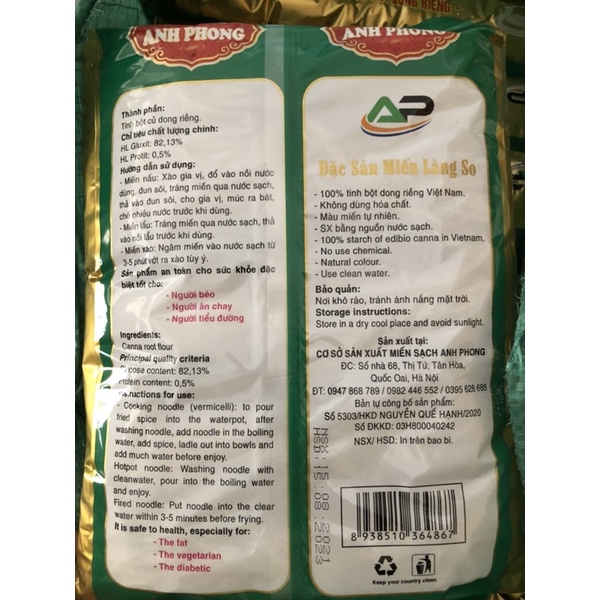 ANH PHONG
Thành phần:
Tinh bột củ dong riềng.
Chỉ tiêu chất lượng chính:
HL Gluxit: 82,13%
HL Protit: 0,5%
Hướng dẫn sử dụng:
- Miến nấu: Xào gia vị, đổ vào nồi nước
dùng, đun sôi, tráng miến qua nước sạch,
thả vào đun sôi, cho gia vị, múc ra bát,
chế nhiều nước trước khi dùng.
- Miến lẩu: Tráng miến qua nước sạch, thả
vào nồi lẩu trước khi dùng.
- Miến xào: Ngâm miến vào nước sạch từ
3-5 phút vớt ra xào tùy ý.
Sản phẩm an toàn cho sức khỏe đặc
biệt tốt cho:
- Người béo
- Người ăn chay
- Người tiểu đường
Ingredients:
Canna root flour
Principal quality criteria
Glucose content: 82,13%
Protein content: 0,5%
Instructions for use:
- Cooking noodle (vermicelli): to pour
fried spice into the waterpot, after
washing noodle, add noodle in the boiling
water, add spice, ladle out into bowls and
add much water before enjoy.
Hotpot noodle: Washing noodle with
cleanwater, pour into the boiling water
and enjoy.
Fired noodle: Put noodle into the clear
water within 3-5 minutes before frying.
It is safe to health, especially for:
- The fat
- The vegetarian
- The diabetic
ANH PHONG
AP
Đặc Sản Miến Làng So
- 100% tinh bột dong riềng Việt Nam.
- Không dùng hóa chất.
- Màu miến tự nhiên.
- SX bằng nguồn nước sạch.
- 100% starch of edibio canna in Vietnam.
- No use chemical.
- Natural colour.
- Use clean water.
Bảo quản:
Nơi khô ráo, tránh ánh nắng mặt trời.
Storage instructions:
Store in a dry cool place and avoid sunlight.
Sản xuất tại:
CƠ SỞ SẢN XUẤT MIẾN SẠCH ANH PHONG
ĐC: Số nhà 68, Thị Tứ, Tân Hòa,
Quốc Oai, Hà Nội
ĐT: 0947 868 789 / 0982 446 552 / 0395 626 688
Bản tự công bố sản phẩm:
Số 5303/HKD NGUYỄN QUẾ HẠNH/2020
Số ĐKKD: 03H800040242
NSX/ HSD: In trên bao bì.
NSX: 15.08.2021
HSD: 15.08.2023
8 938510 364867
Keep your country clean